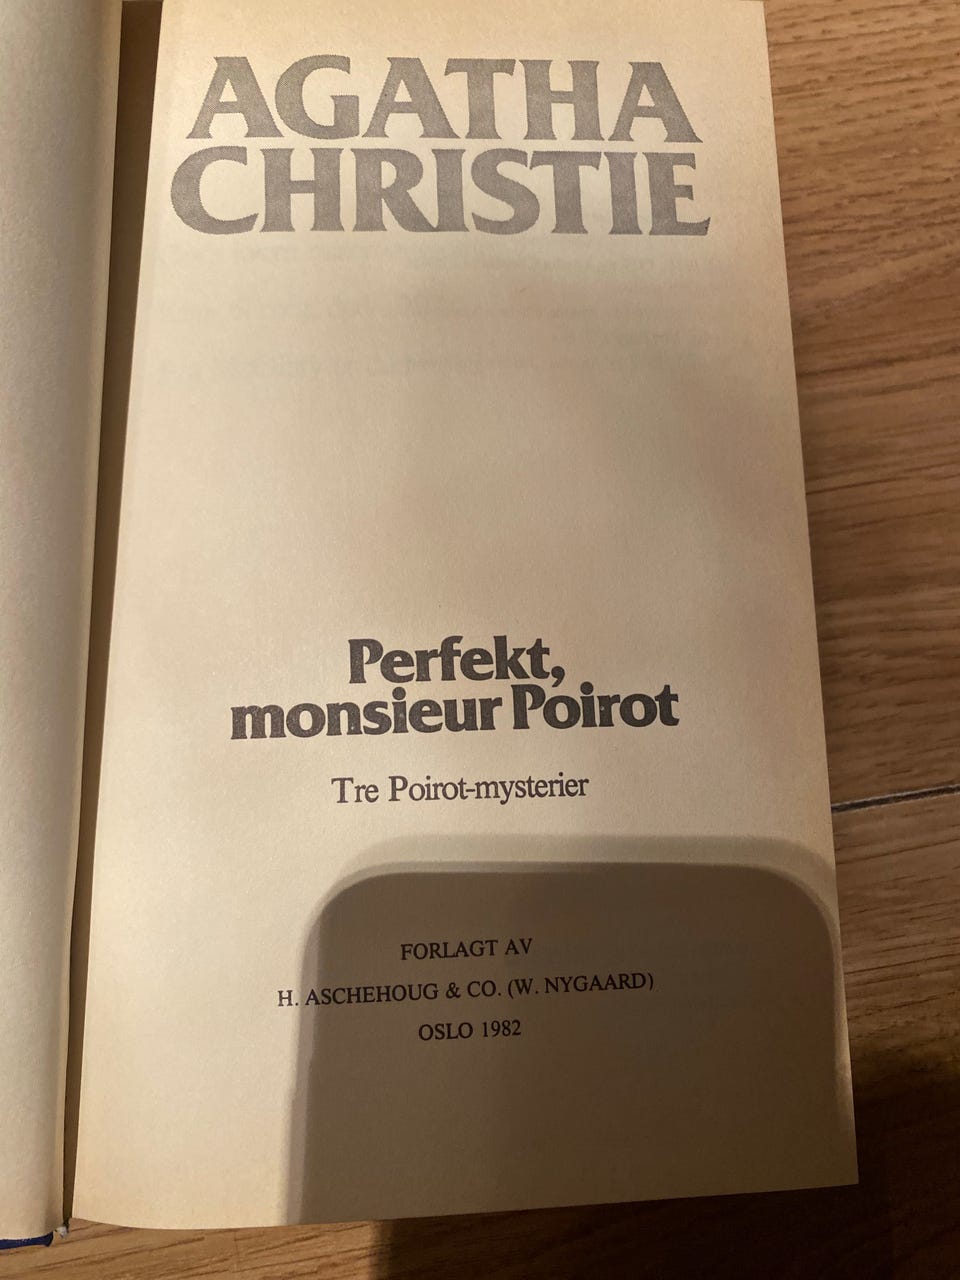 AGATHA
CHRISTIE
Perfekt,
monsieur Poirot
Tre Poirot-mysterier
FORLAGT AV
H. ASCHEHOUG & CO. (W. NYGAARD)
OSLO 1982